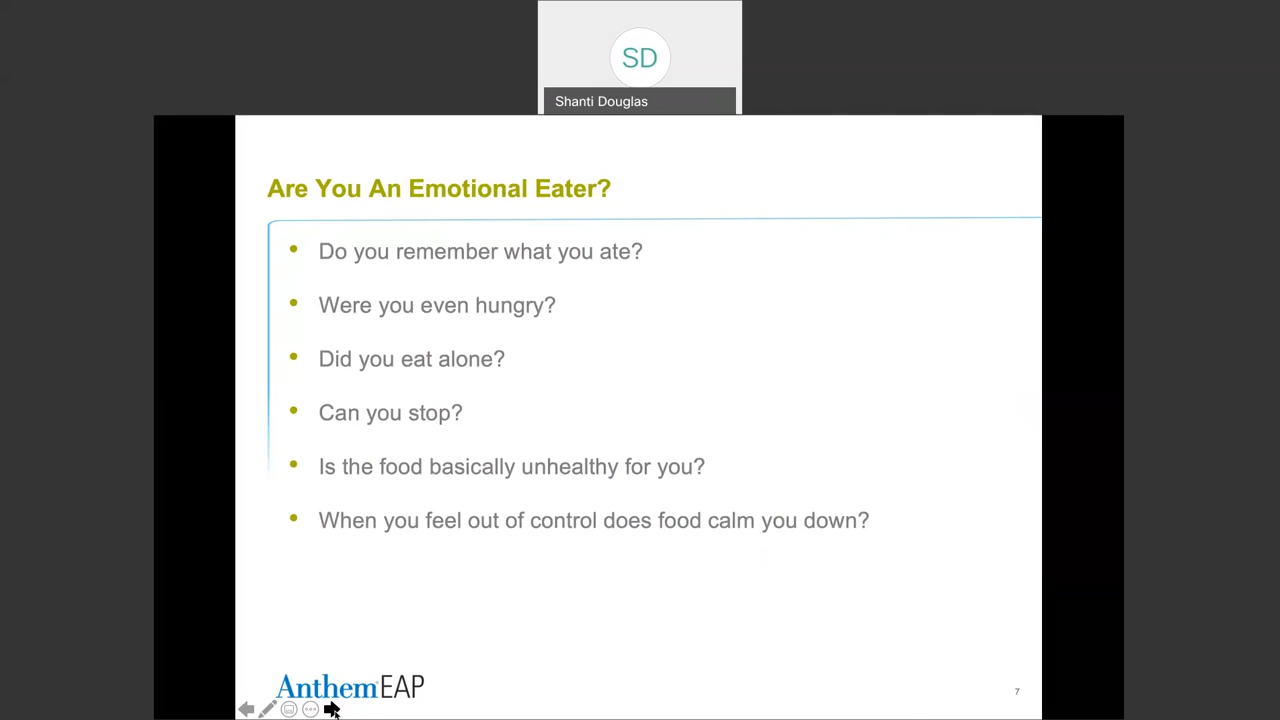 SD
Shanti Douglas
Are You An Emotional Eater?
• Do you remember what you ate?
• Were you even hungry?
• Did you eat alone?
• Can you stop?
• Is the food basically unhealthy for you?
• When you feel out of control does food calm you down?
Anthem EAP
7